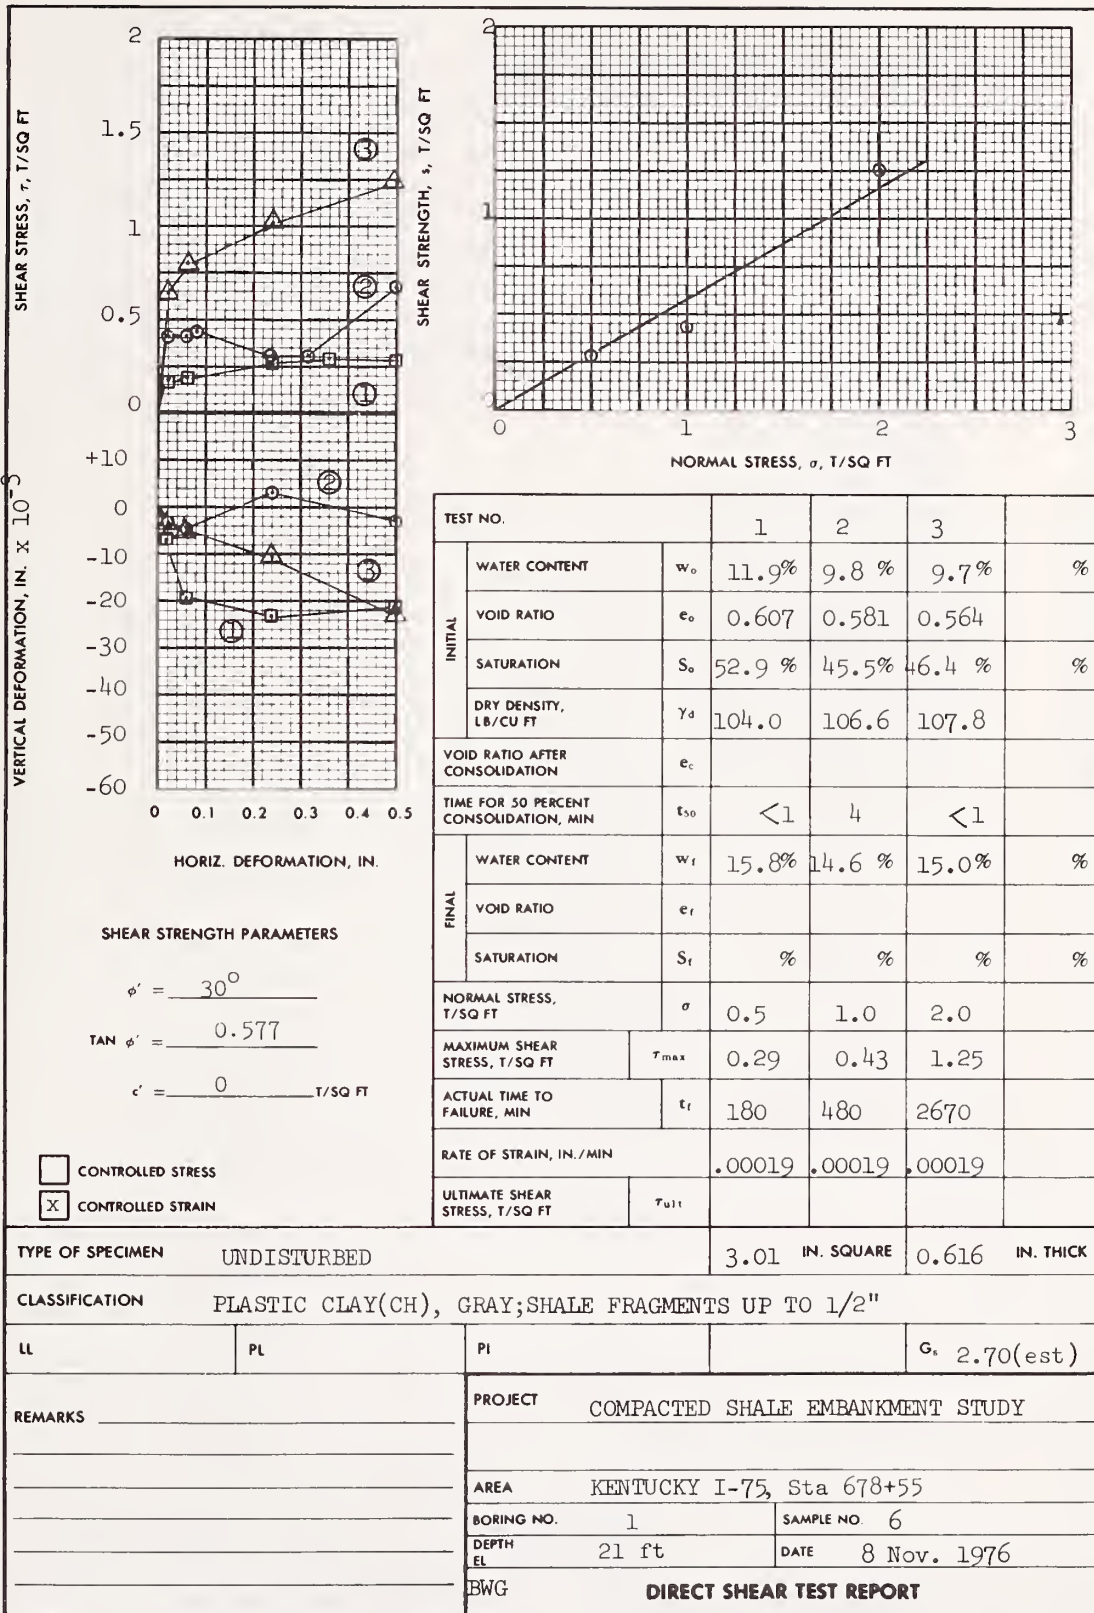 SHEAR STRESS, τ, T/SQ FT
2
1.5
1
0.5
0
③
②
①
VERTICAL DEFORMATION, IN. X 10⁻³
+10
0
-10
-20
-30
-40
-50
-60
②
③
①
0 0.1 0.2 0.3 0.4 0.5
HORIZ. DEFORMATION, IN.
SHEAR STRENGTH, s, T/SQ FT
2
1
0
0 1 2 3
NORMAL STRESS, σ, T/SQ FT
SHEAR STRENGTH PARAMETERS
φ' = 30°
TAN φ' = 0.577
c' = 0 T/SQ FT
CONTROLLED STRESS
X CONTROLLED STRAIN
TEST NO. 1 2 3
INITIAL
WATER CONTENT wₒ 11.9% 9.8 % 9.7% %
VOID RATIO eₒ 0.607 0.581 0.564
SATURATION Sₒ 52.9 % 45.5% 46.4 % %
DRY DENSITY, LB/CU FT γd 104.0 106.6 107.8
VOID RATIO AFTER CONSOLIDATION ec
TIME FOR 50 PERCENT CONSOLIDATION, MIN t50 <1 4 <1
FINAL
WATER CONTENT wf 15.8% 14.6 % 15.0% %
VOID RATIO ef
SATURATION Sf % % % %
NORMAL STRESS, T/SQ FT σ 0.5 1.0 2.0
MAXIMUM SHEAR STRESS, T/SQ FT τmax 0.29 0.43 1.25
ACTUAL TIME TO FAILURE, MIN tf 180 480 2670
RATE OF STRAIN, IN./MIN .00019 .00019 .00019
ULTIMATE SHEAR STRESS, T/SQ FT τult
TYPE OF SPECIMEN UNDISTURBED 3.01 IN. SQUARE 0.616 IN. THICK
CLASSIFICATION PLASTIC CLAY(CH), GRAY;SHALE FRAGMENTS UP TO 1/2"
LL PL PI Gs 2.70(est)
REMARKS
PROJECT COMPACTED SHALE EMBANKMENT STUDY
AREA KENTUCKY I-75, Sta 678+55
BORING NO. 1 SAMPLE NO. 6
DEPTH EL 21 ft DATE 8 Nov. 1976
BWG DIRECT SHEAR TEST REPORT